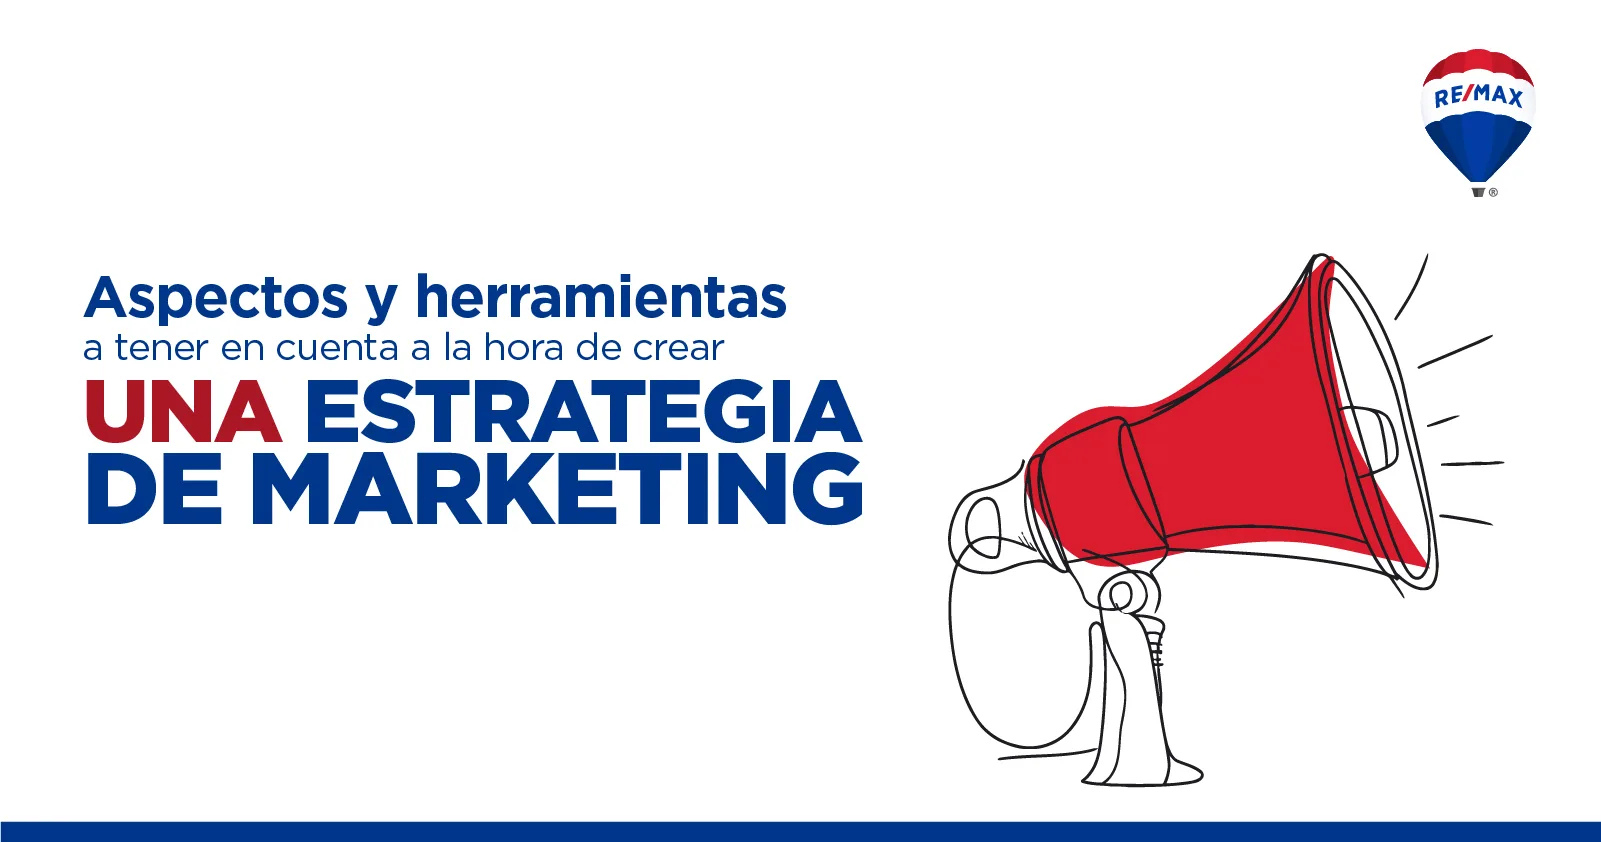 RE/MAX
®
Aspectos y herramientas
a tener en cuenta a la hora de crear
UNA ESTRATEGIA
DE MARKETING